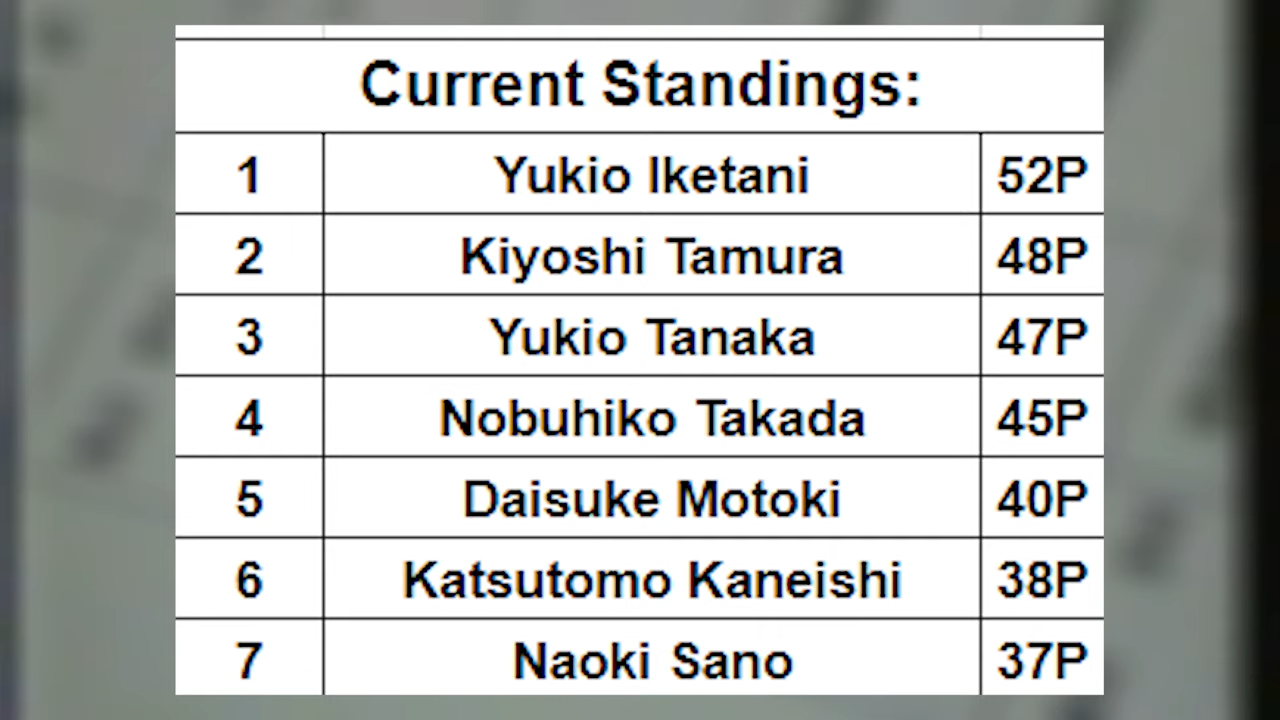 Current Standings:
1 Yukio Iketani 52P
2 Kiyoshi Tamura 48P
3 Yukio Tanaka 47P
4 Nobuhiko Takada 45P
5 Daisuke Motoki 40P
6 Katsutomo Kaneishi 38P
7 Naoki Sano 37P